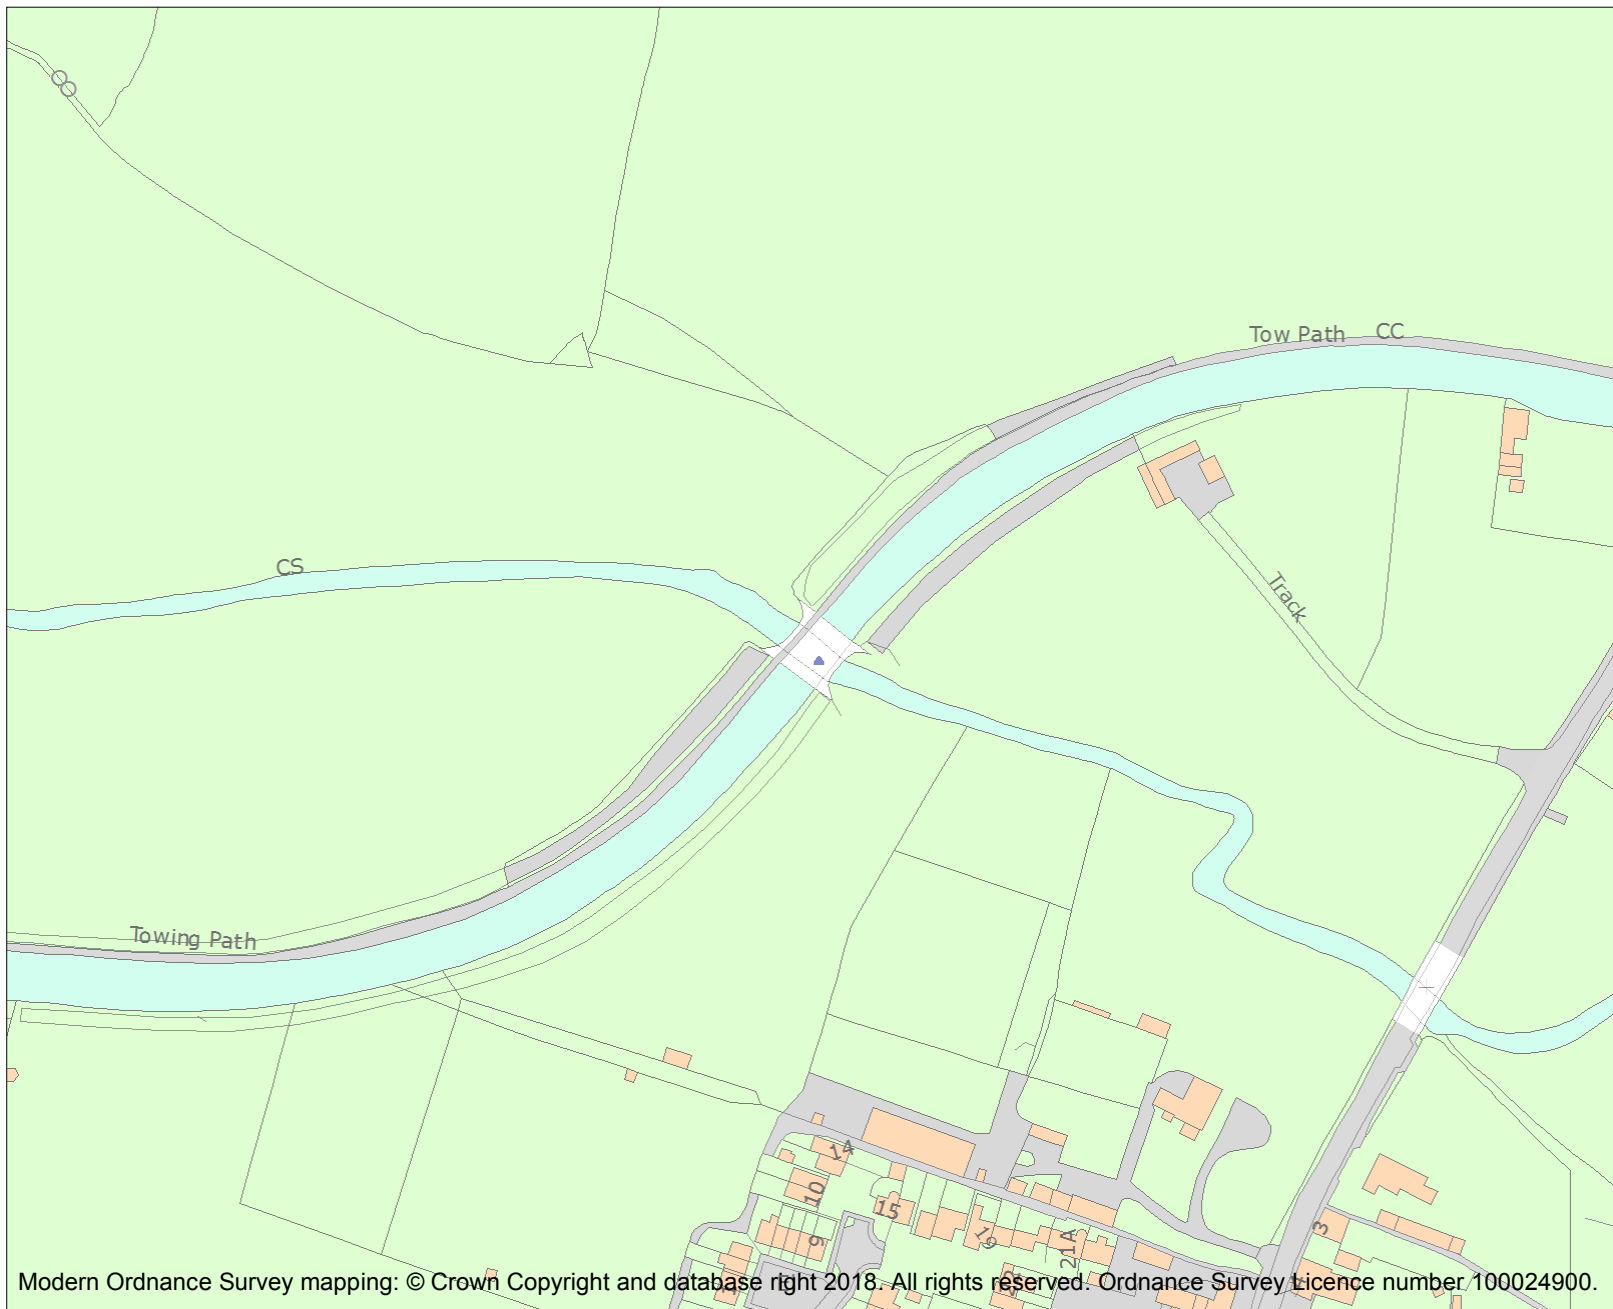 Tow Path CC
CS
Track
Towing Path
14
10
15
9
19
21A
3
Modern Ordnance Survey mapping: © Crown Copyright and database right 2018. All rights reserved. Ordnance Survey Licence number 100024900.